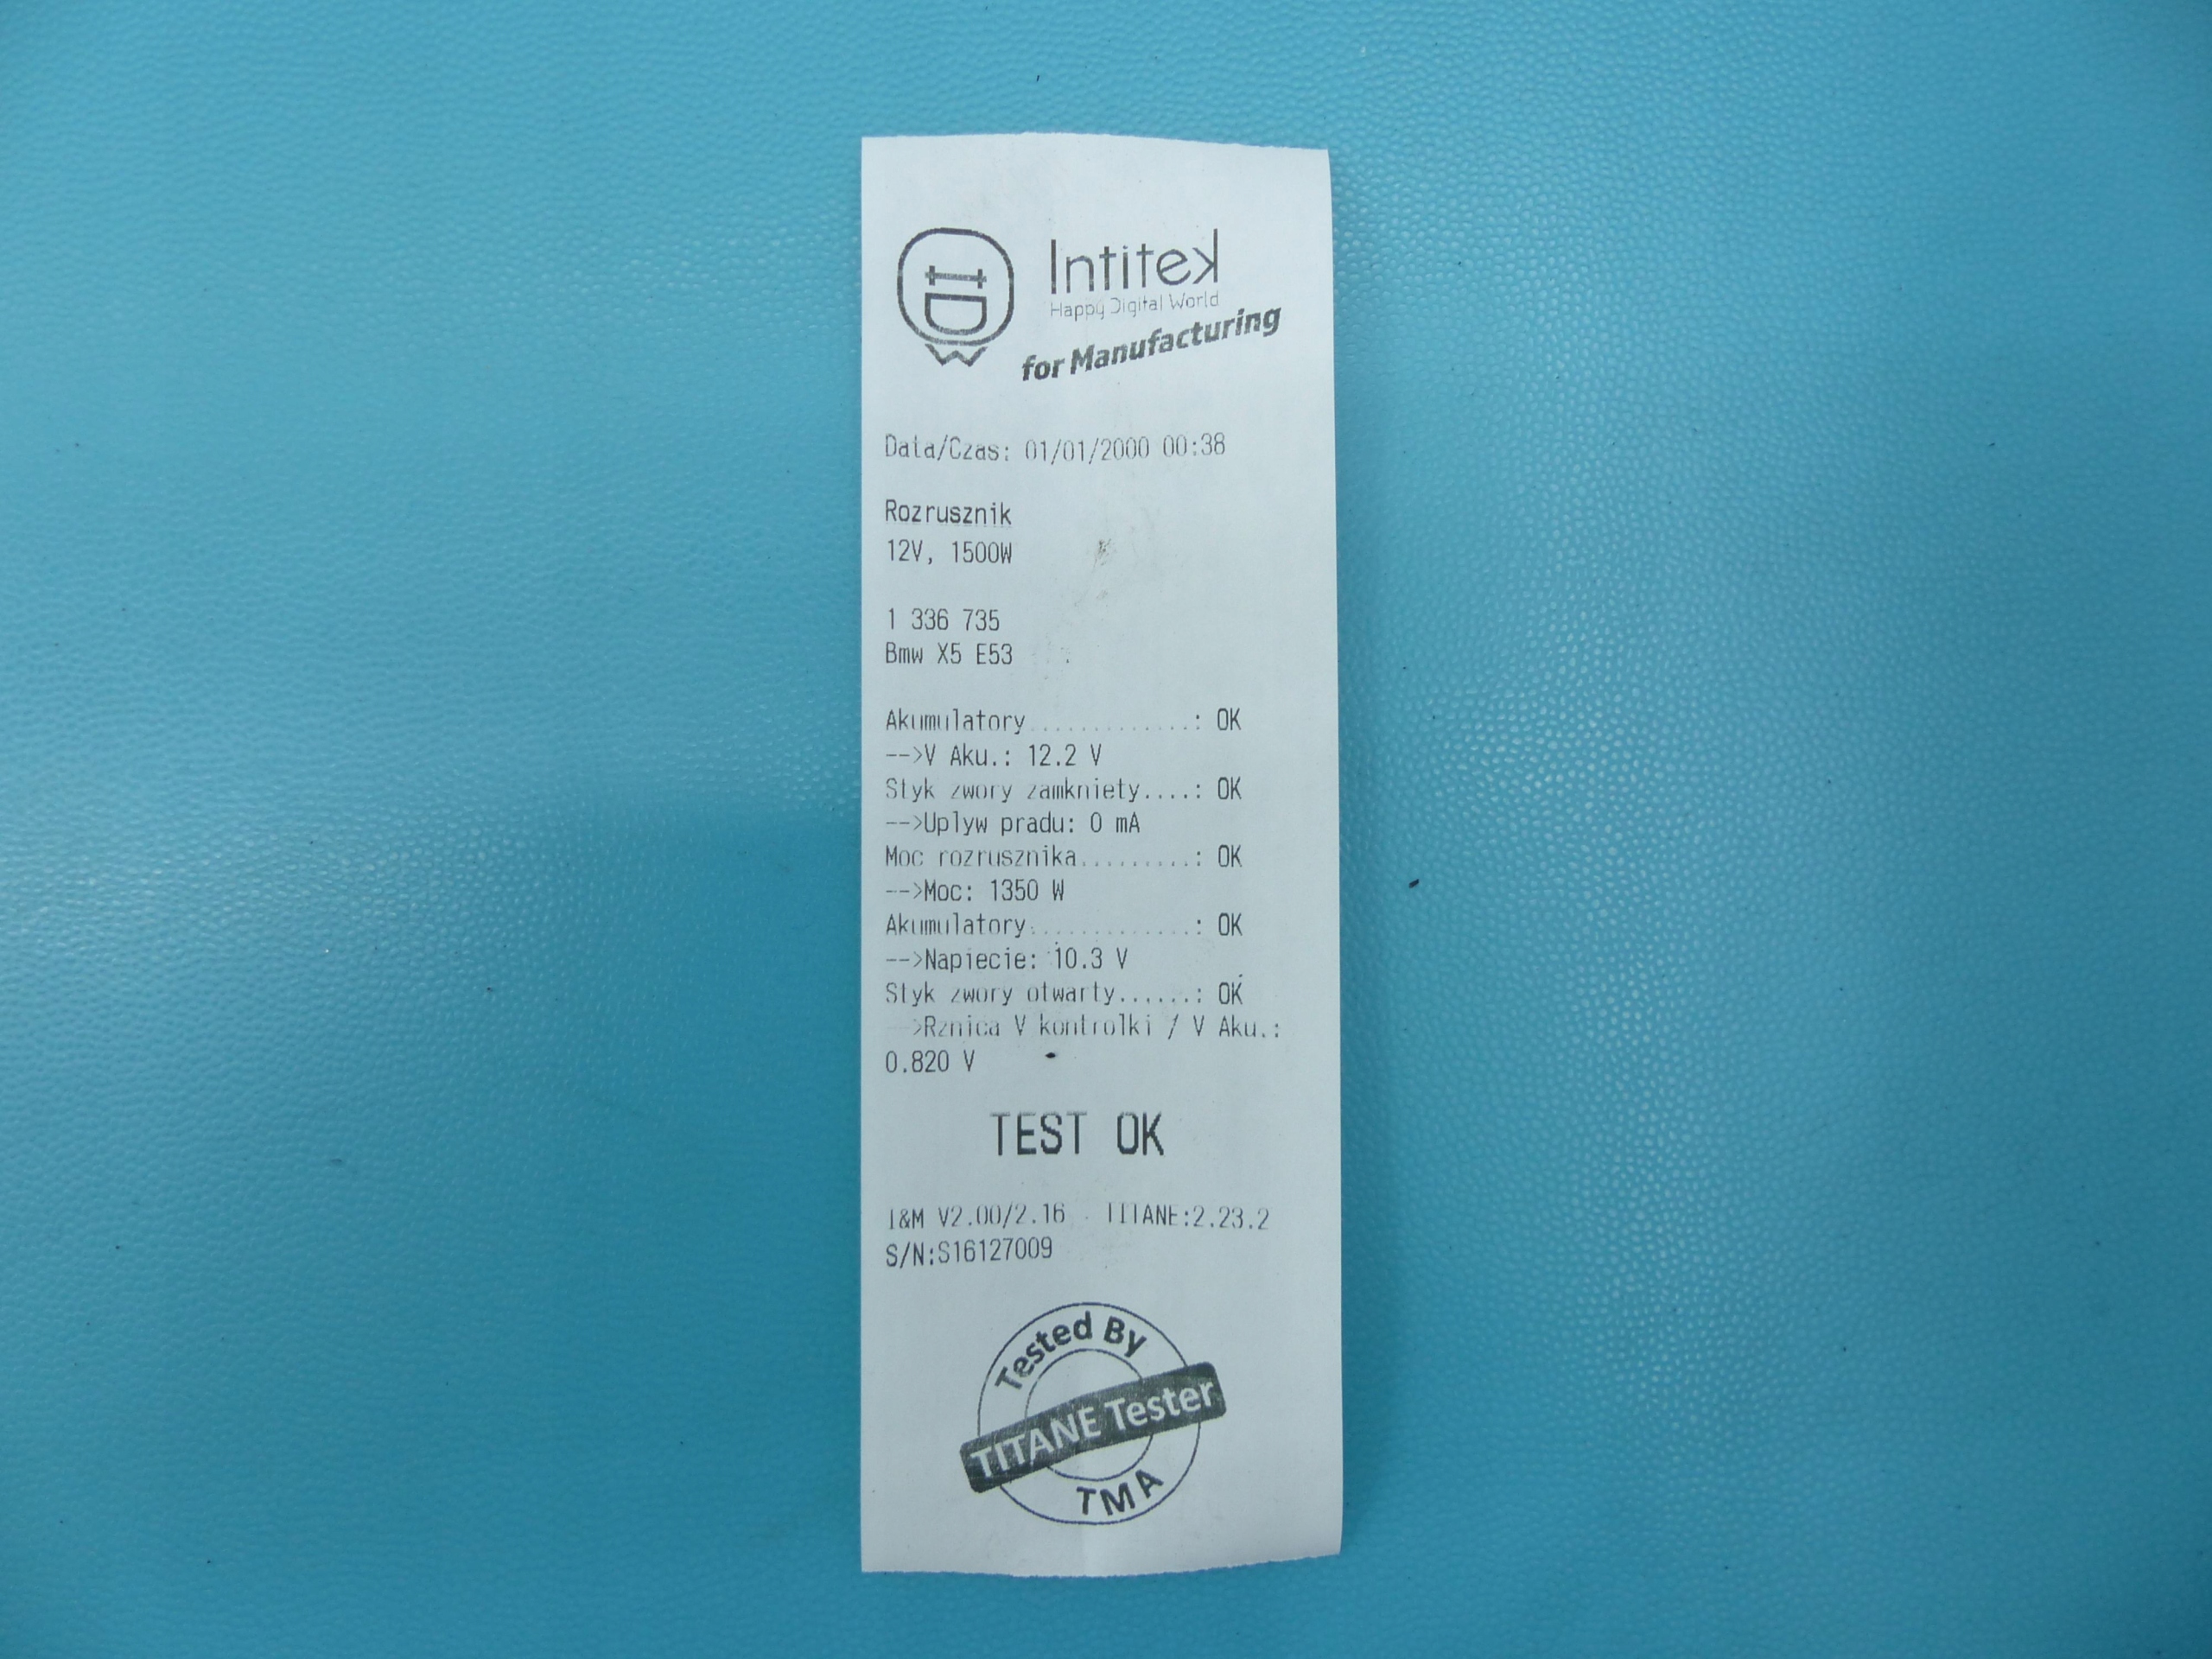 Intitek
Happy Digital World
for Manufacturing
Data/Czas: 01/01/2000 00:38
Rozrusznik
12V, 1500W
1 336 735
Bmw X5 E53
Akumulatory.............: OK
-->V Aku.: 12.2 V
Styk zwory zamkniety....: OK
-->Uplyw pradu: 0 mA
Moc rozrusznika.........: OK
-->Moc: 1350 W
Akumulatory.............: OK
-->Napiecie: 10.3 V
Styk zwory otwarty......: OK
-->Rznica V kontrolki / V Aku.:
0.820 V
TEST OK
I&M V2.00/2.16 - TITANE:2.23.2
S/N:S16127009
Tested By
TITANE Tester
TMA